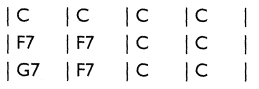 | C | C | C | C |
| F7 | F7 | C | C |
| G7 | F7 | C | C |